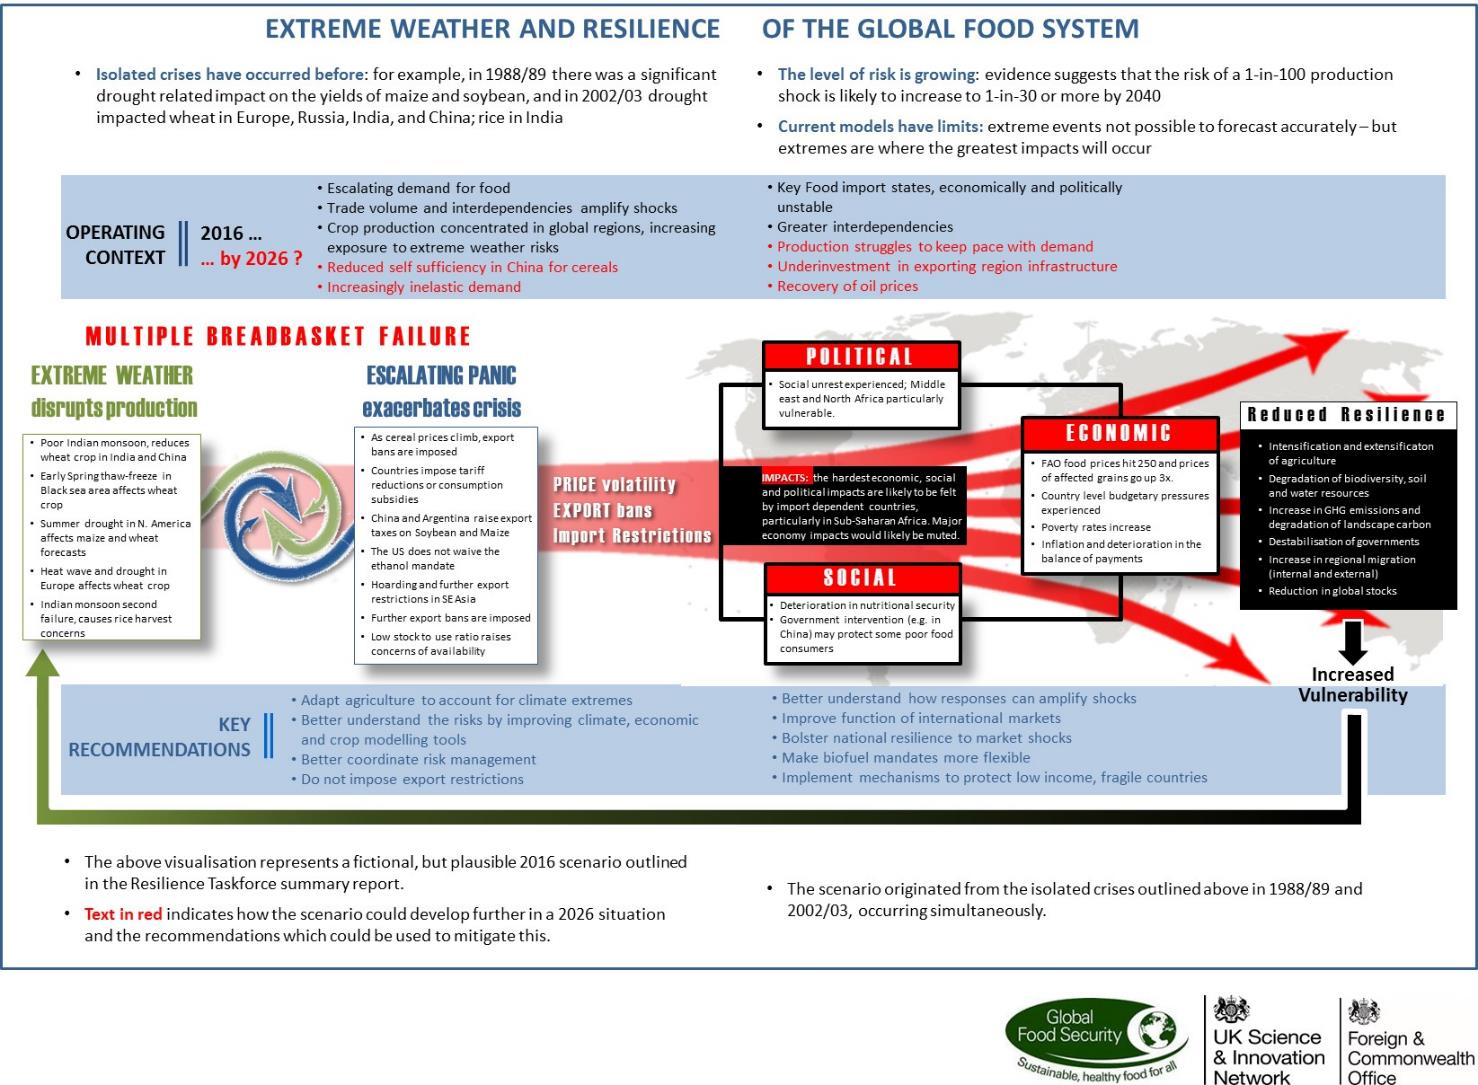 EXTREME WEATHER AND RESILIENCE OF THE GLOBAL FOOD SYSTEM
• Isolated crises have occurred before: for example, in 1988/89 there was a significant
drought related impact on the yields of maize and soybean, and in 2002/03 drought
impacted wheat in Europe, Russia, India, and China; rice in India
• The level of risk is growing: evidence suggests that the risk of a 1-in-100 production
shock is likely to increase to 1-in-30 or more by 2040
• Current models have limits: extreme events not possible to forecast accurately – but
extremes are where the greatest impacts will occur
OPERATING
CONTEXT
2016 ...
... by 2026 ?
• Escalating demand for food
• Trade volume and interdependencies amplify shocks
• Crop production concentrated in global regions, increasing
exposure to extreme weather risks
• Reduced self sufficiency in China for cereals
• Increasingly inelastic demand
• Key Food import states, economically and politically
unstable
• Greater interdependencies
• Production struggles to keep pace with demand
• Underinvestment in exporting region infrastructure
• Recovery of oil prices
MULTIPLE BREADBASKET FAILURE
EXTREME WEATHER
disrupts production
• Poor Indian monsoon, reduces
wheat crop in India and China
• Early Spring thaw-freeze in
Black sea area affects wheat
crop
• Summer drought in N. America
affects maize and wheat
forecasts
• Heat wave and drought in
Europe affects wheat crop
• Indian monsoon second
failure, causes rice harvest
concerns
ESCALATING PANIC
exacerbates crisis
• As cereal prices climb, export
bans are imposed
• Countries impose tariff
reductions or consumption
subsidies
• China and Argentina raise export
taxes on Soybean and Maize
• The US does not waive the
ethanol mandate
• Hoarding and further export
restrictions in SE Asia
• Further export bans are imposed
• Low stock to use ratio raises
concerns of availability
PRICE volatility
EXPORT bans
Import Restrictions
POLITICAL
• Social unrest experienced; Middle
east and North Africa particularly
vulnerable.
IMPACTS: the hardest economic, social
and political impacts are likely to be felt
by import dependent countries,
particularly in Sub-Saharan Africa. Major
economy impacts would likely be muted.
SOCIAL
• Deterioration in nutritional security
• Government intervention (e.g. in
China) may protect some poor food
consumers
ECONOMIC
• FAO food prices hit 250 and prices
of affected grains go up 3x.
• Country level budgetary pressures
experienced
• Poverty rates increase
• Inflation and deterioration in the
balance of payments
Reduced Resilience
• Intensification and extensificaton
of agriculture
• Degradation of biodiversity, soil
and water resources
• Increase in GHG emissions and
degradation of landscape carbon
• Destabilisation of governments
• Increase in regional migration
(internal and external)
• Reduction in global stocks
Increased
Vulnerability
KEY
RECOMMENDATIONS
• Adapt agriculture to account for climate extremes
• Better understand the risks by improving climate, economic
and crop modelling tools
• Better coordinate risk management
• Do not impose export restrictions
• Better understand how responses can amplify shocks
• Improve function of international markets
• Bolster national resilience to market shocks
• Make biofuel mandates more flexible
• Implement mechanisms to protect low income, fragile countries
• The above visualisation represents a fictional, but plausible 2016 scenario outlined
in the Resilience Taskforce summary report.
• Text in red indicates how the scenario could develop further in a 2026 situation
and the recommendations which could be used to mitigate this.
• The scenario originated from the isolated crises outlined above in 1988/89 and
2002/03, occurring simultaneously.
Global
Food Security
Sustainable, healthy food for all
UK Science
& Innovation
Network
Foreign &
Commonwealth
Office